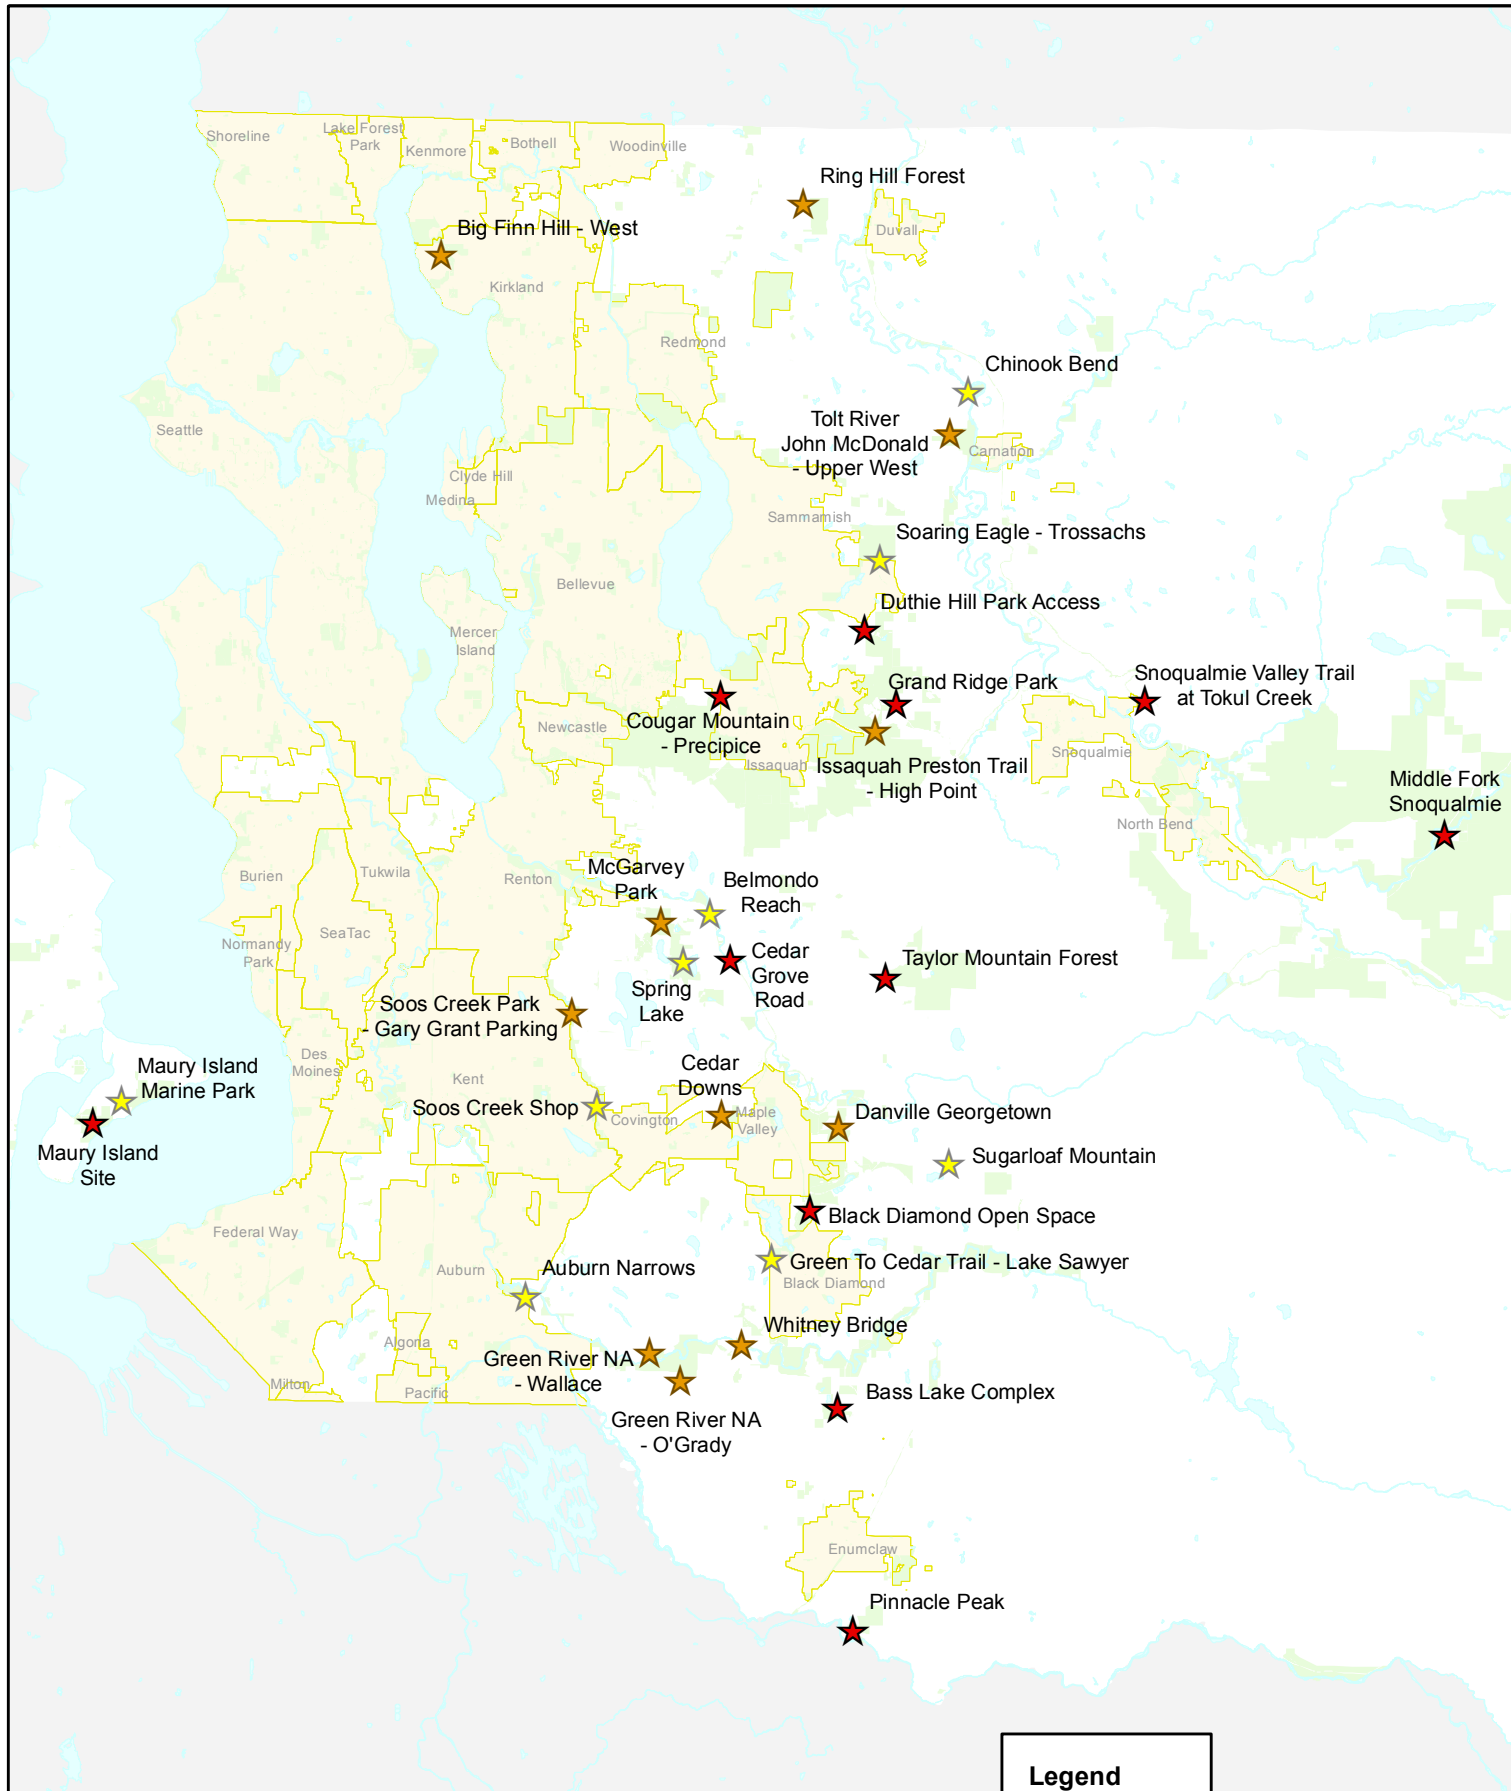 Shoreline
Lake Forest
Park
Kenmore
Bothell
Woodinville
Ring Hill Forest
Duvall
Big Finn Hill - West
Kirkland
Redmond
Chinook Bend
Tolt River
John McDonald
- Upper West
Carnation
Seattle
Clyde Hill
Medina
Sammamish
Soaring Eagle - Trossachs
Bellevue
Duthie Hill Park Access
Mercer
Island
Grand Ridge Park
Snoqualmie Valley Trail
at Tokul Creek
Cougar Mountain
- Precipice
Newcastle
Issaquah
Issaquah Preston Trail
- High Point
Snoqualmie
Middle Fork
Snoqualmie
North Bend
McGarvey
Park
Belmondo
Reach
Burien
Tukwila
Renton
SeaTac
Normandy
Park
Cedar
Grove
Road
Taylor Mountain Forest
Spring
Lake
Soos Creek Park
- Gary Grant Parking
Des
Moines
Maury Island
Marine Park
Kent
Cedar
Downs
Soos Creek Shop
Covington
Maple
Valley
Danville Georgetown
Maury Island
Site
Sugarloaf Mountain
Black Diamond Open Space
Federal Way
Auburn
Auburn Narrows
Green To Cedar Trail - Lake Sawyer
Black Diamond
Whitney Bridge
Algona
Green River NA
- Wallace
Milton
Pacific
Bass Lake Complex
Green River NA
- O'Grady
Enumclaw
Pinnacle Peak
Legend